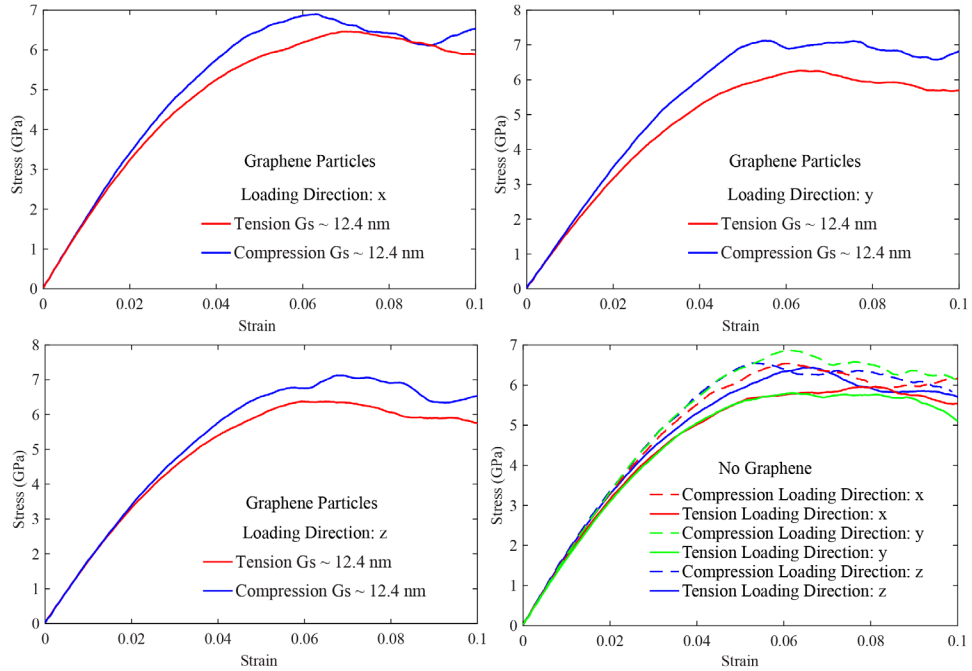 7
6
5
4
3
2
1
0
Stress (GPa)
Graphene Particles
Loading Direction: x
Tension Gs ~ 12.4 nm
Compression Gs ~ 12.4 nm
0 0.02 0.04 0.06 0.08 0.1
Strain
8
7
6
5
4
3
2
1
0
Stress (GPa)
Graphene Particles
Loading Direction: y
Tension Gs ~ 12.4 nm
Compression Gs ~ 12.4 nm
0 0.02 0.04 0.06 0.08 0.1
Strain
8
7
6
5
4
3
2
1
0
Stress (GPa)
Graphene Particles
Loading Direction: z
Tension Gs ~ 12.4 nm
Compression Gs ~ 12.4 nm
0 0.02 0.04 0.06 0.08 0.1
Strain
7
6
5
4
3
2
1
0
Stress (GPa)
No Graphene
Compression Loading Direction: x
Tension Loading Direction: x
Compression Loading Direction: y
Tension Loading Direction: y
Compression Loading Direction: z
Tension Loading Direction: z
0 0.02 0.04 0.06 0.08 0.1
Strain